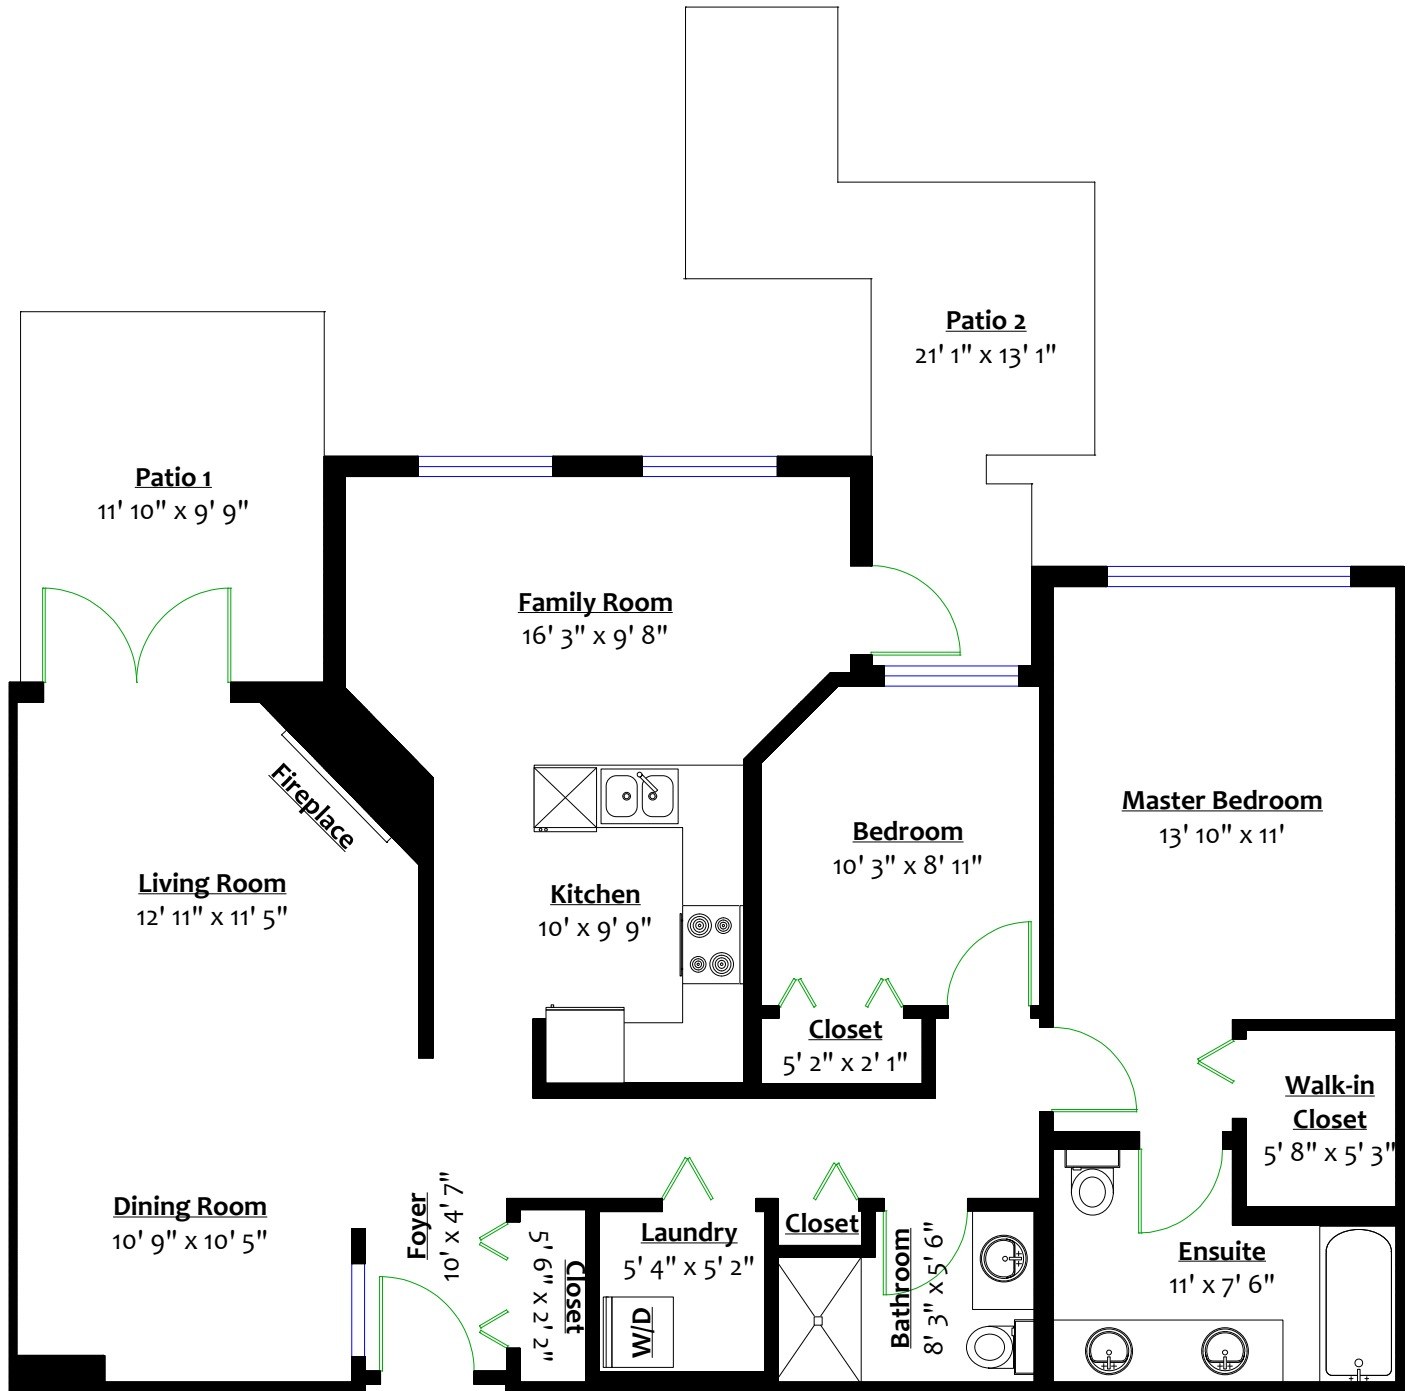 Patio 2
21' 1" x 13' 1"
Patio 1
11' 10" x 9' 9"
Family Room
16' 3" x 9' 8"
Fireplace
Master Bedroom
13' 10" x 11'
Bedroom
10' 3" x 8' 11"
Living Room
12' 11" x 11' 5"
Kitchen
10' x 9' 9"
Closet
5' 2" x 2' 1"
Walk-in
Closet
5' 8" x 5' 3"
Dining Room
10' 9" x 10' 5"
Foyer
10' x 4' 7"
Closet
5' 6" x 2' 2"
Laundry
5' 4" x 5' 2"
W/D
Closet
Bathroom
8' 3" x 5' 6"
Ensuite
11' x 7' 6"